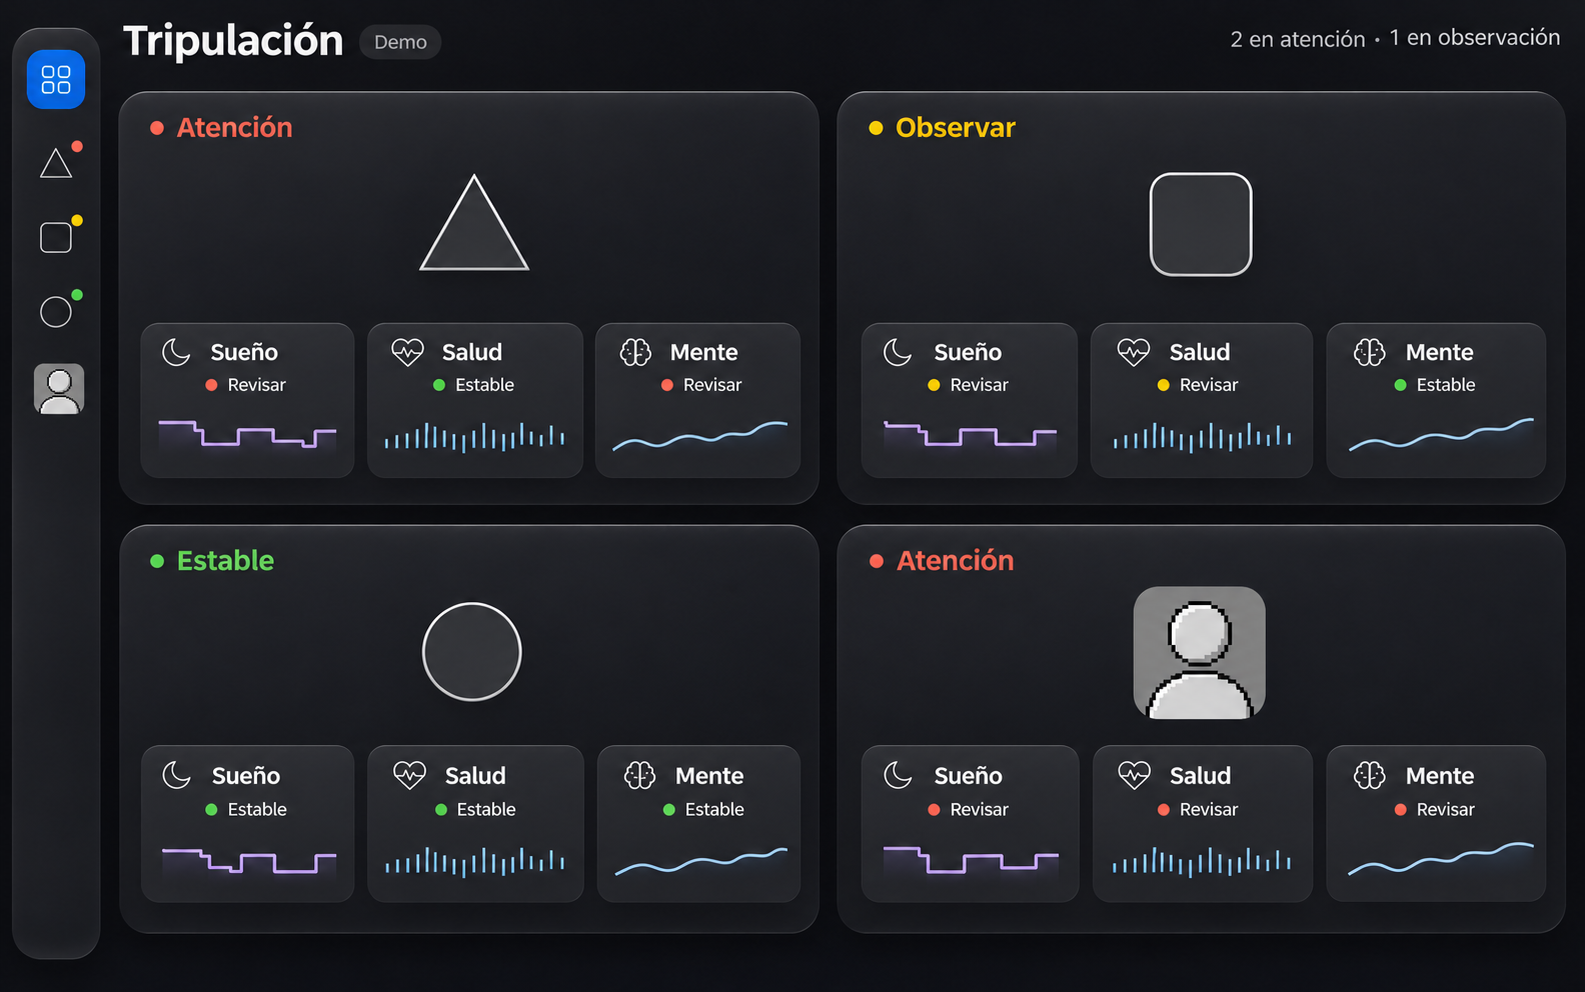 Tripulación Demo 2 en atención • 1 en observación
Atención
Sueño Salud Mente
Revisar Estable Revisar
Observar
Sueño Salud Mente
Revisar Revisar Estable
Estable
Sueño Salud Mente
Estable Estable Estable
Atención
Sueño Salud Mente
Revisar Revisar Revisar